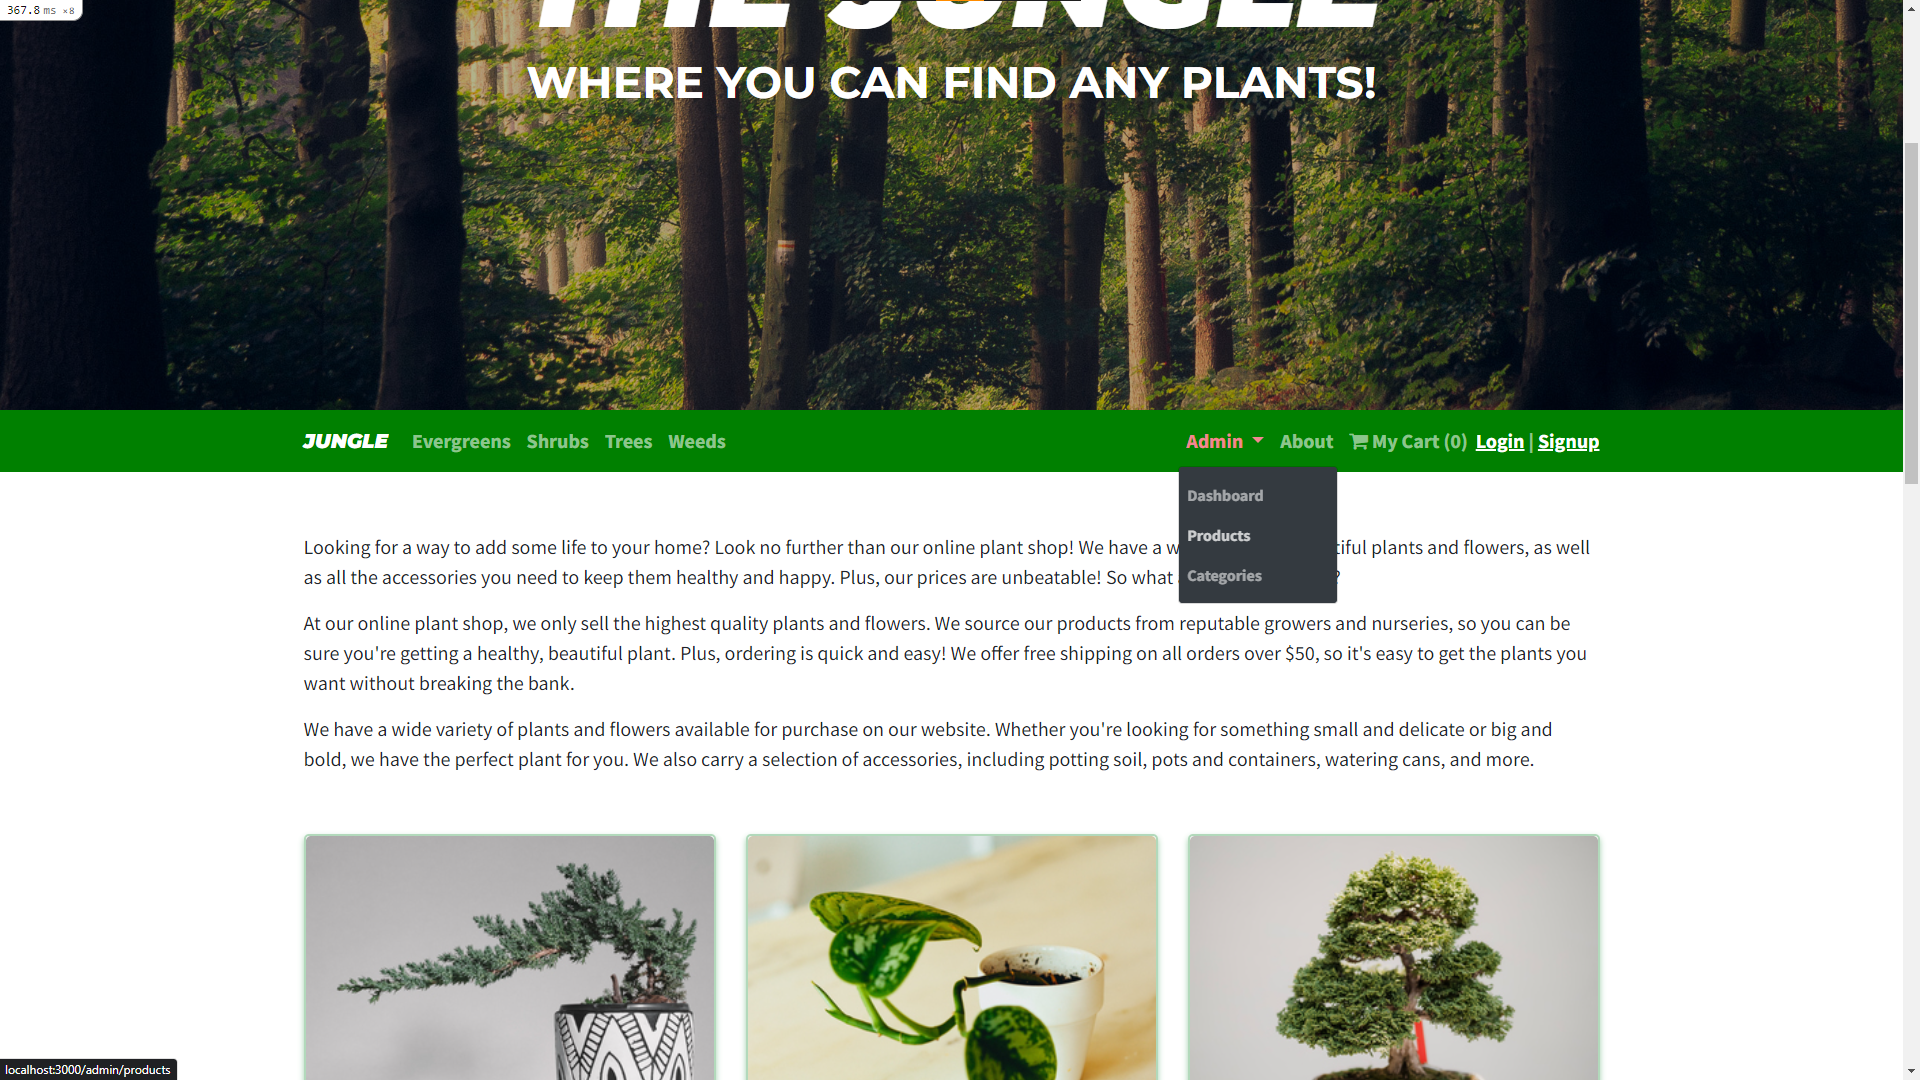 367.8 ms ×8
THE JUNGLE
WHERE YOU CAN FIND ANY PLANTS!
JUNGLE Evergreens Shrubs Trees Weeds Admin About My Cart (0) Login | Signup
Dashboard
Products
Categories
Looking for a way to add some life to your home? Look no further than our online plant shop! We have a w tiful plants and flowers, as well
as all the accessories you need to keep them healthy and happy. Plus, our prices are unbeatable! So what ?
At our online plant shop, we only sell the highest quality plants and flowers. We source our products from reputable growers and nurseries, so you can be
sure you're getting a healthy, beautiful plant. Plus, ordering is quick and easy! We offer free shipping on all orders over $50, so it's easy to get the plants you
want without breaking the bank.
We have a wide variety of plants and flowers available for purchase on our website. Whether you're looking for something small and delicate or big and
bold, we have the perfect plant for you. We also carry a selection of accessories, including potting soil, pots and containers, watering cans, and more.
localhost:3000/admin/products